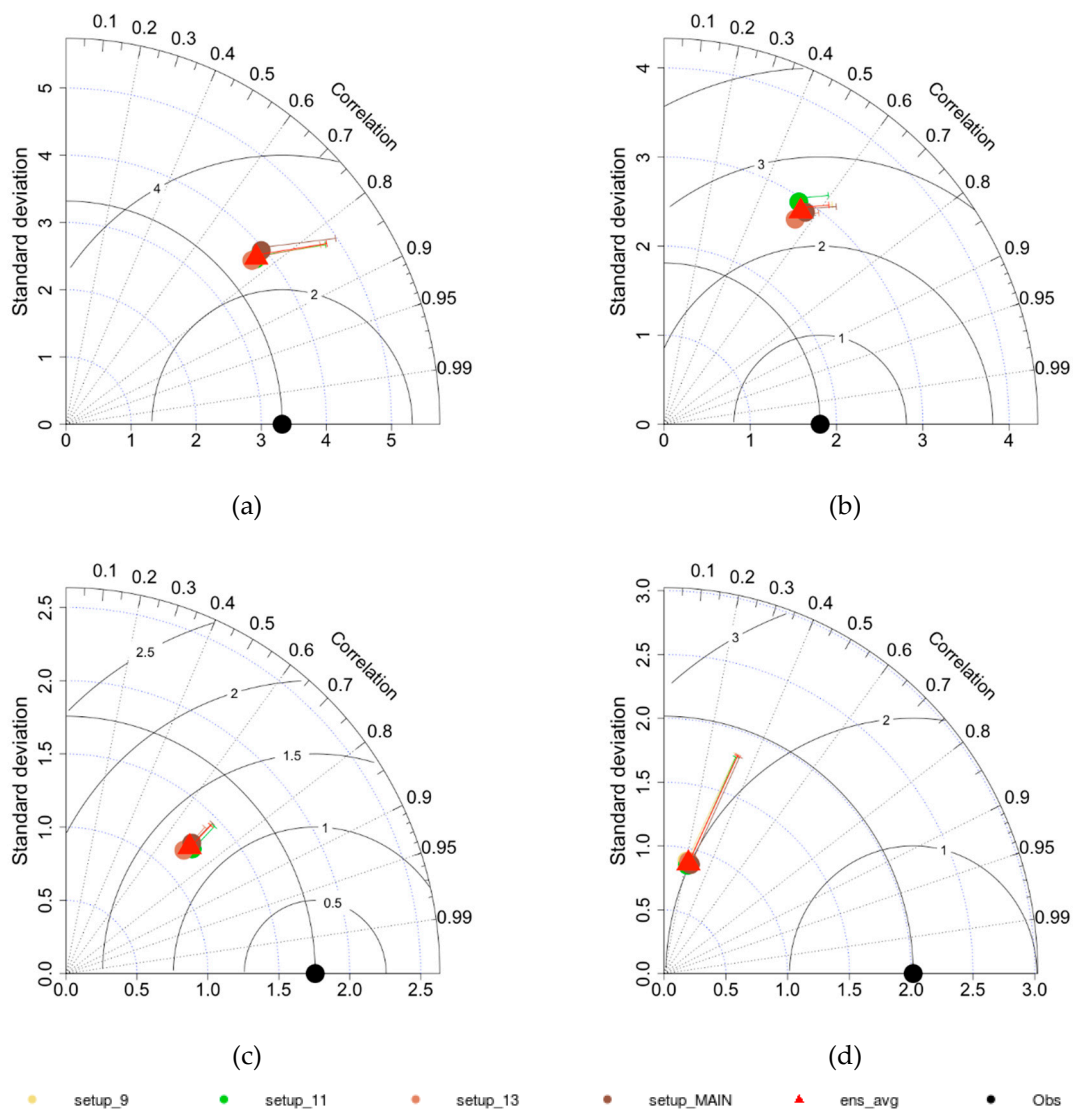 0.1 0.2 0.3 0.4 0.5 0.6 0.7 0.8 0.9 0.95 0.99
Correlation
Standard deviation
0 1 2 3 4 5
0 1 2 3 4 5
4 2
(a)
0.1 0.2 0.3 0.4 0.5 0.6 0.7 0.8 0.9 0.95 0.99
Correlation
Standard deviation
0 1 2 3 4
0 1 2 3 4
3 2 1
(b)
0.1 0.2 0.3 0.4 0.5 0.6 0.7 0.8 0.9 0.95 0.99
Correlation
Standard deviation
0.0 0.5 1.0 1.5 2.0 2.5
0.0 0.5 1.0 1.5 2.0 2.5
2.5 2 1.5 1 0.5
(c)
0.1 0.2 0.3 0.4 0.5 0.6 0.7 0.8 0.9 0.95 0.99
Correlation
Standard deviation
0.0 0.5 1.0 1.5 2.0 2.5 3.0
0.0 0.5 1.0 1.5 2.0 2.5 3.0
3 2 1
(d)
setup_9 setup_11 setup_13 setup_MAIN ens_avg Obs